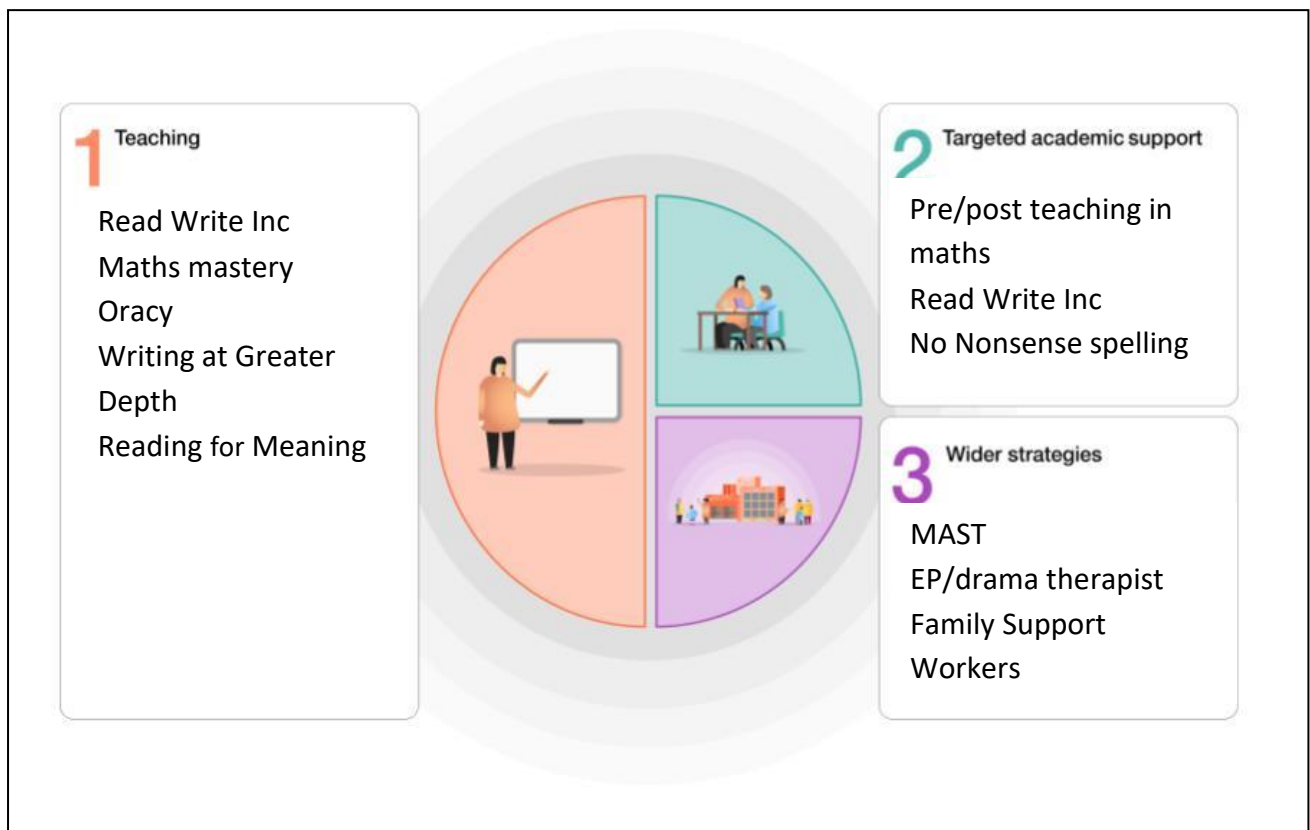 1 Teaching
Read Write Inc
Maths mastery
Oracy
Writing at Greater
Depth
Reading for Meaning
2 Targeted academic support
Pre/post teaching in
maths
Read Write Inc
No Nonsense spelling
3 Wider strategies
MAST
EP/drama therapist
Family Support
Workers